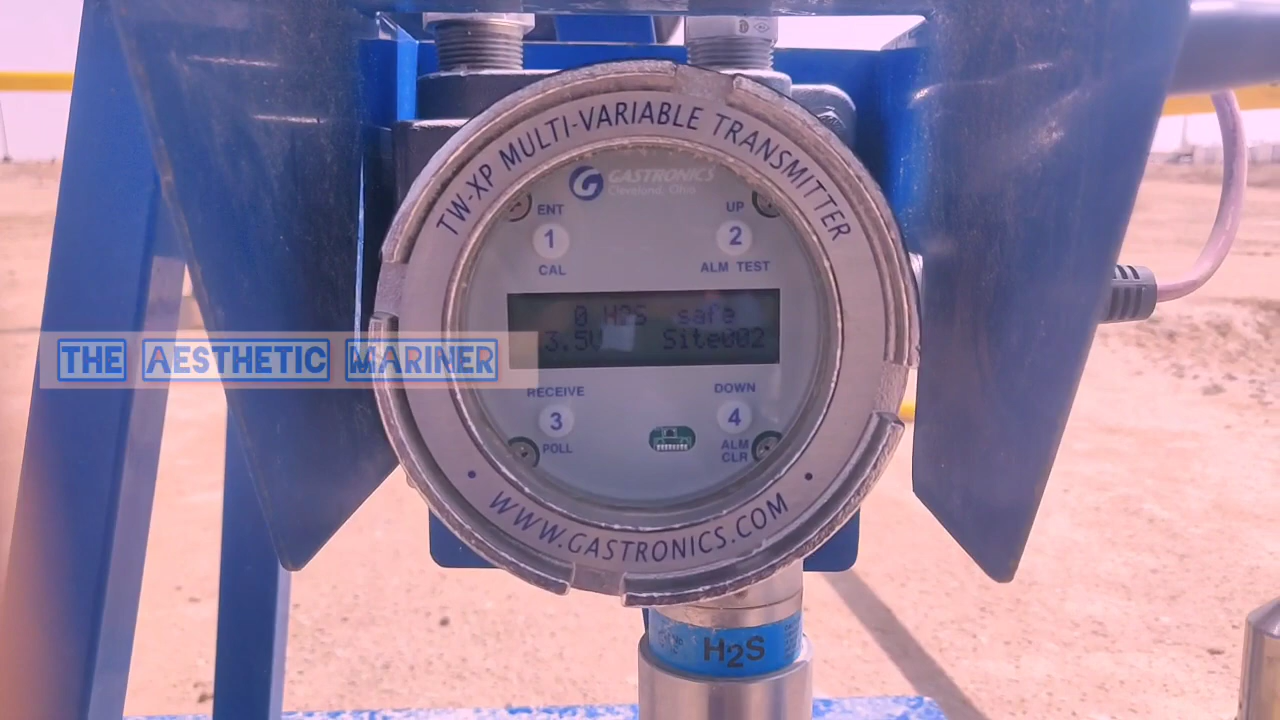 TW-XP MULTI-VARIABLE TRANSMITTER
GASTRONICS
Cleveland, Ohio
ENT
1
CAL
UP
2
ALM TEST
0 H2S safe
3.5V Site002
THE AESTHETIC MARINER
RECEIVE
3
POLL
DOWN
4
ALM
CLR
WWW.GASTRONICS.COM
H2S